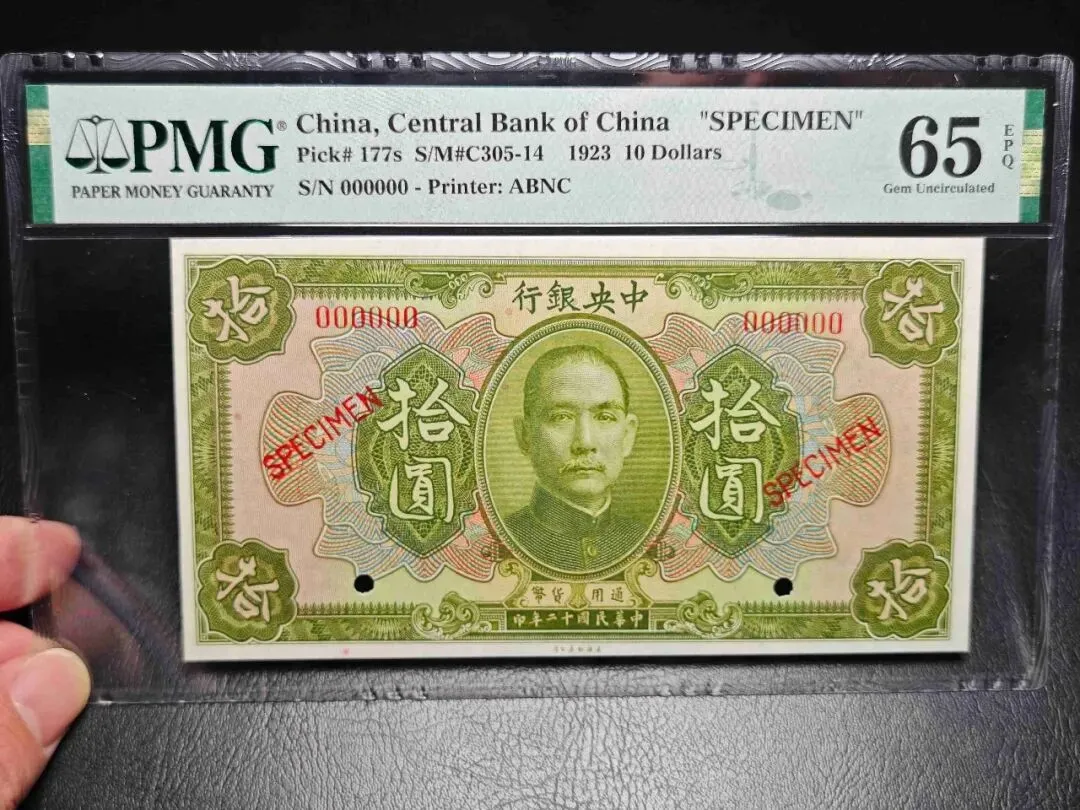 PMG®
PAPER MONEY GUARANTY
China, Central Bank of China "SPECIMEN"
Pick# 177s S/M#C305-14 1923 10 Dollars
S/N 000000 - Printer: ABNC
65
EPQ
Gem Uncirculated
行銀央中
拾
拾
000000
000000
SPECIMEN
拾圓
拾圓
SPECIMEN
拾
拾
幣貨用通
印年二十國民華中